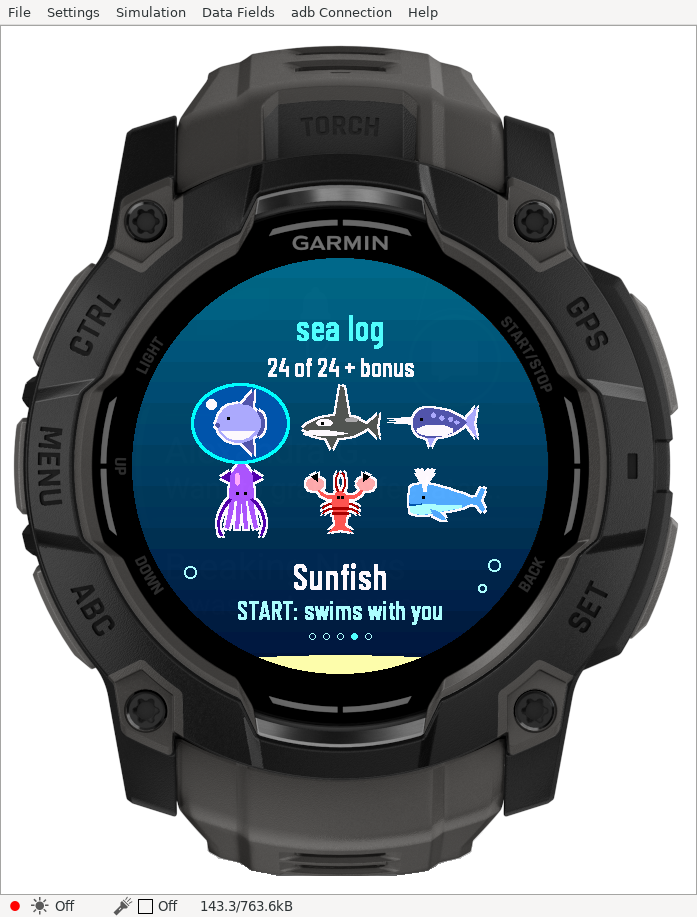 File Settings Simulation Data Fields adb Connection Help
TORCH
GARMIN
CTRL
GPS
LIGHT
START/STOP
sea log
24 of 24 + bonus
MENU
UP
DOWN
BACK
Sunfish
ABC
SET
START: swims with you
Off Off 143.3/763.6kB